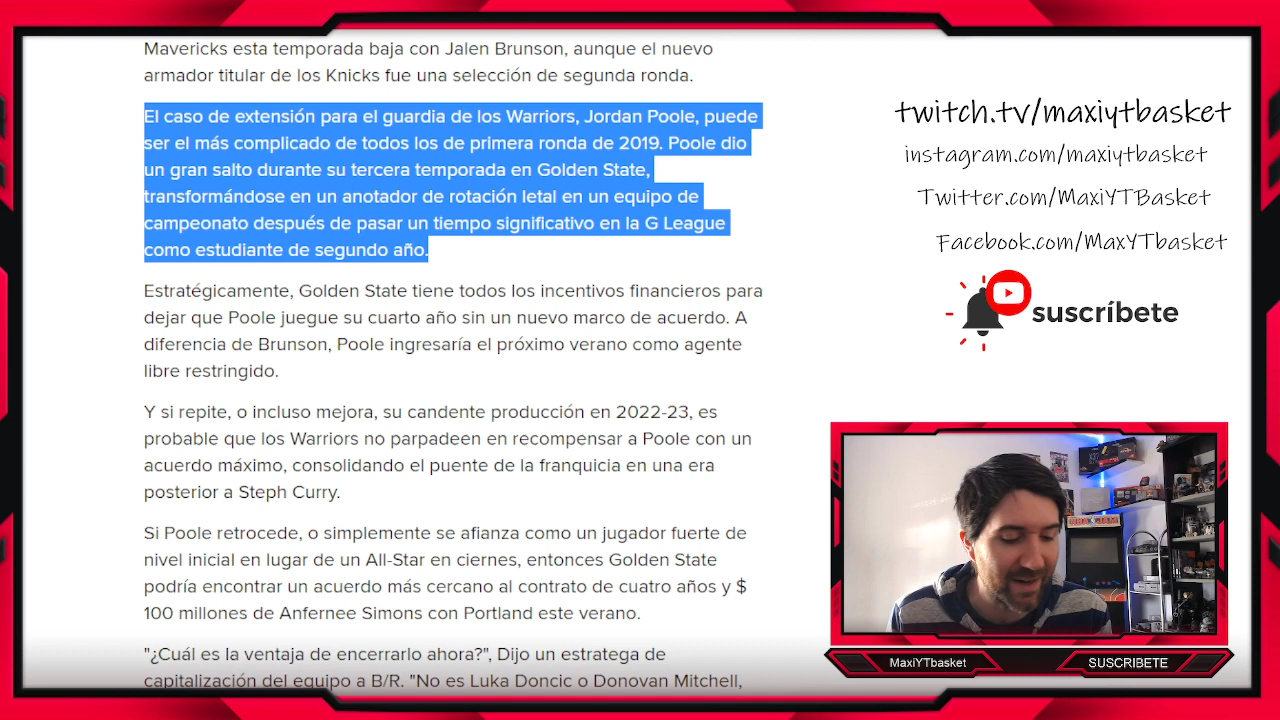 Mavericks esta temporada baja con Jalen Brunson, aunque el nuevo
armador titular de los Knicks fue una selección de segunda ronda.
El caso de extensión para el guardia de los Warriors, Jordan Poole, puede
ser el más complicado de todos los de primera ronda de 2019. Poole dio
un gran salto durante su tercera temporada en Golden State,
transformándose en un anotador de rotación letal en un equipo de
campeonato después de pasar un tiempo significativo en la G League
como estudiante de segundo año.
Estratégicamente, Golden State tiene todos los incentivos financieros para
dejar que Poole juegue su cuarto año sin un nuevo marco de acuerdo. A
diferencia de Brunson, Poole ingresaría el próximo verano como agente
libre restringido.
Y si repite, o incluso mejora, su candente producción en 2022-23, es
probable que los Warriors no parpadeen en recompensar a Poole con un
acuerdo máximo, consolidando el puente de la franquicia en una era
posterior a Steph Curry.
Si Poole retrocede, o simplemente se afianza como un jugador fuerte de
nivel inicial en lugar de un All-Star en ciernes, entonces Golden State
podría encontrar un acuerdo más cercano al contrato de cuatro años y $
100 millones de Anfernee Simons con Portland este verano.
"¿Cuál es la ventaja de encerrarlo ahora?", Dijo un estratega de
capitalización del equipo a B/R. "No es Luka Doncic o Donovan Mitchell,
twitch.tv/maxiytbasket
instagram.com/maxiytbasket
Twitter.com/MaxiYTBasket
Facebook.com/MaxYTbasket
suscríbete
MaxiYTbasket
SUSCRIBETE